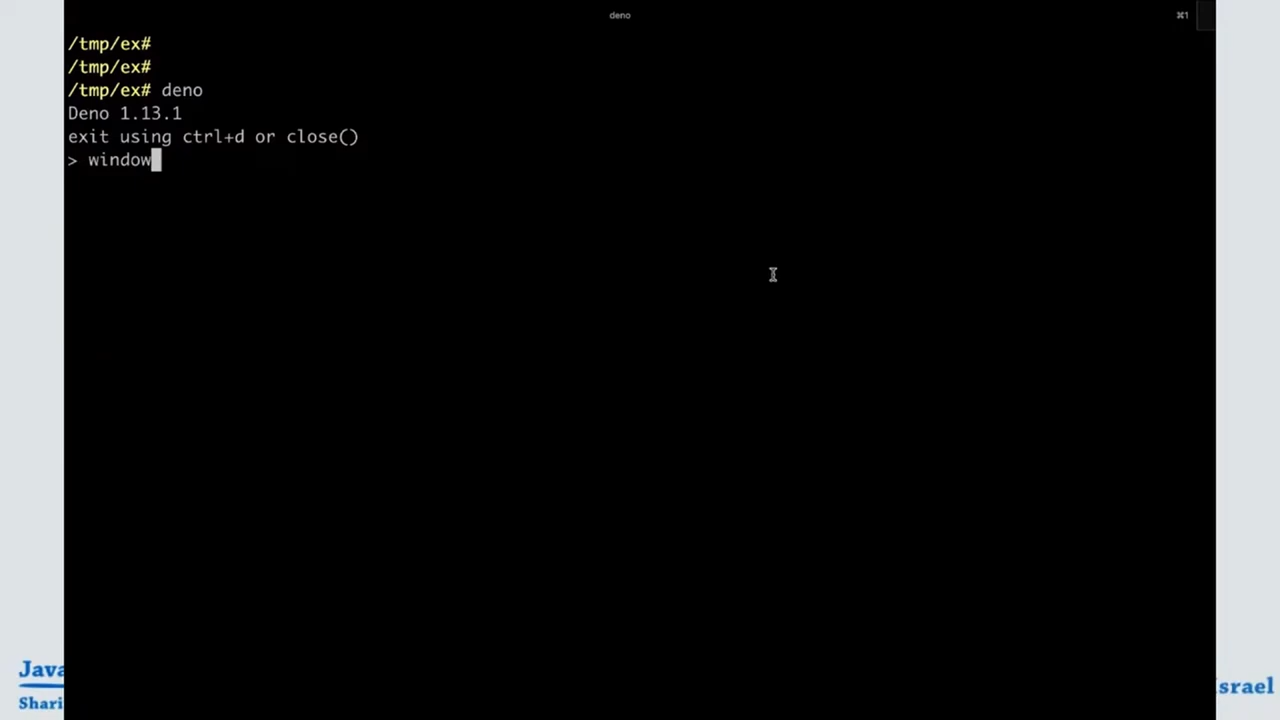 deno
⌘1
/tmp/ex#
/tmp/ex#
/tmp/ex# deno
Deno 1.13.1
exit using ctrl+d or close()
> window
Java
Shari
srael